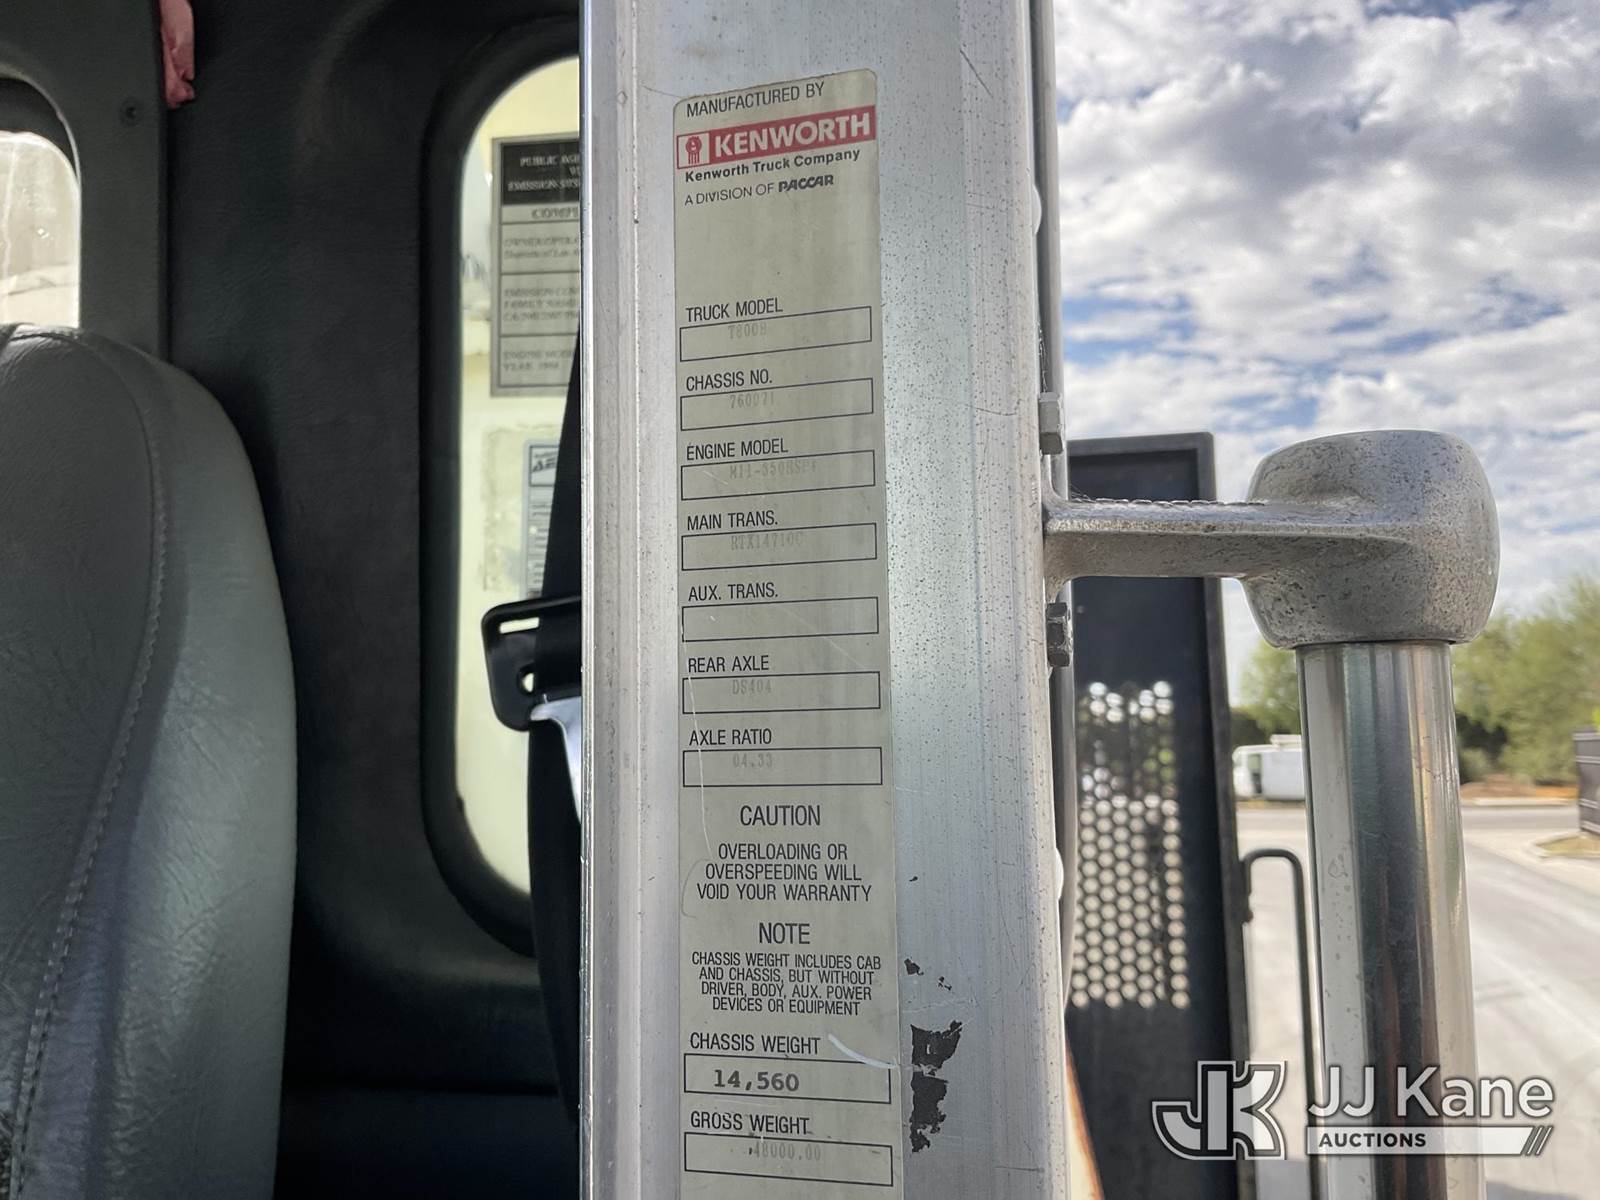 MANUFACTURED BY
KENWORTH
Kenworth Truck Company
A DIVISION OF PACCAR
TRUCK MODEL
T800B
CHASSIS NO.
760971
ENGINE MODEL
M11-350ESP+
MAIN TRANS.
RTX14710C
AUX. TRANS.
REAR AXLE
DS404
AXLE RATIO
04.33
CAUTION
OVERLOADING OR
OVERSPEEDING WILL
VOID YOUR WARRANTY
NOTE
CHASSIS WEIGHT INCLUDES CAB
AND CHASSIS, BUT WITHOUT
DRIVER, BODY, AUX. POWER
DEVICES OR EQUIPMENT
CHASSIS WEIGHT
14,560
GROSS WEIGHT
48000.00
JJ Kane
AUCTIONS